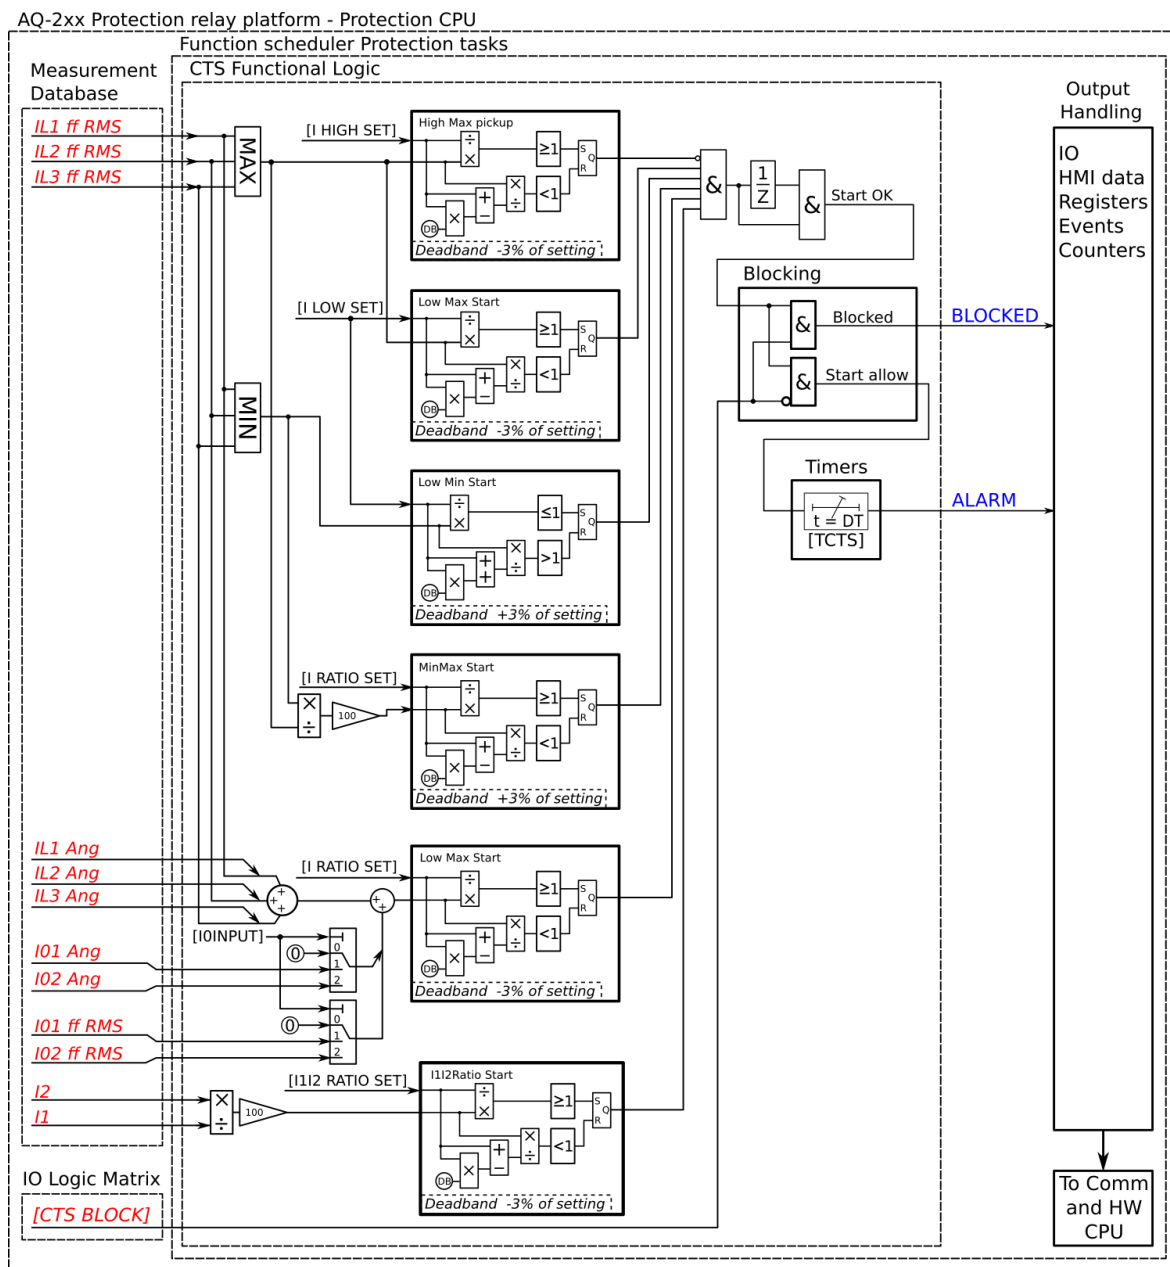 AQ-2xx Protection relay platform - Protection CPU
Function scheduler Protection tasks
CTS Functional Logic
Measurement
Database
IL1 ff RMS
IL2 ff RMS
IL3 ff RMS
MAX
[I HIGH SET]
High Max pickup
÷
×
≥1
S
Q
R
×
÷
<1
+
−
×
DB
Deadband -3% of setting
&
1
Z
&
Start OK
Output
Handling
IO
HMI data
Registers
Events
Counters
Blocking
&
Blocked
BLOCKED
&
Start allow
[I LOW SET]
Low Max Start
÷
×
≥1
S
Q
R
×
÷
<1
+
−
×
DB
Deadband -3% of setting
MIN
Low Min Start
÷
×
≤1
S
Q
R
×
÷
>1
+
+
×
DB
Deadband +3% of setting
Timers
t = DT
[TCTS]
ALARM
[I RATIO SET]
×
÷
100
MinMax Start
÷
×
≥1
S
Q
R
×
÷
<1
+
−
×
DB
Deadband +3% of setting
IL1 Ang
IL2 Ang
IL3 Ang
+
+
+
[I RATIO SET]
+
+
Low Max Start
÷
×
≥1
S
Q
R
×
÷
<1
+
−
×
DB
Deadband -3% of setting
[I0INPUT]
0
0
1
2
I01 Ang
I02 Ang
0
0
1
2
I01 ff RMS
I02 ff RMS
I2
I1
×
÷
100
[I1I2 RATIO SET]
I1I2Ratio Start
÷
×
≥1
S
Q
R
×
÷
<1
+
−
×
DB
Deadband -3% of setting
IO Logic Matrix
[CTS BLOCK]
To Comm
and HW
CPU